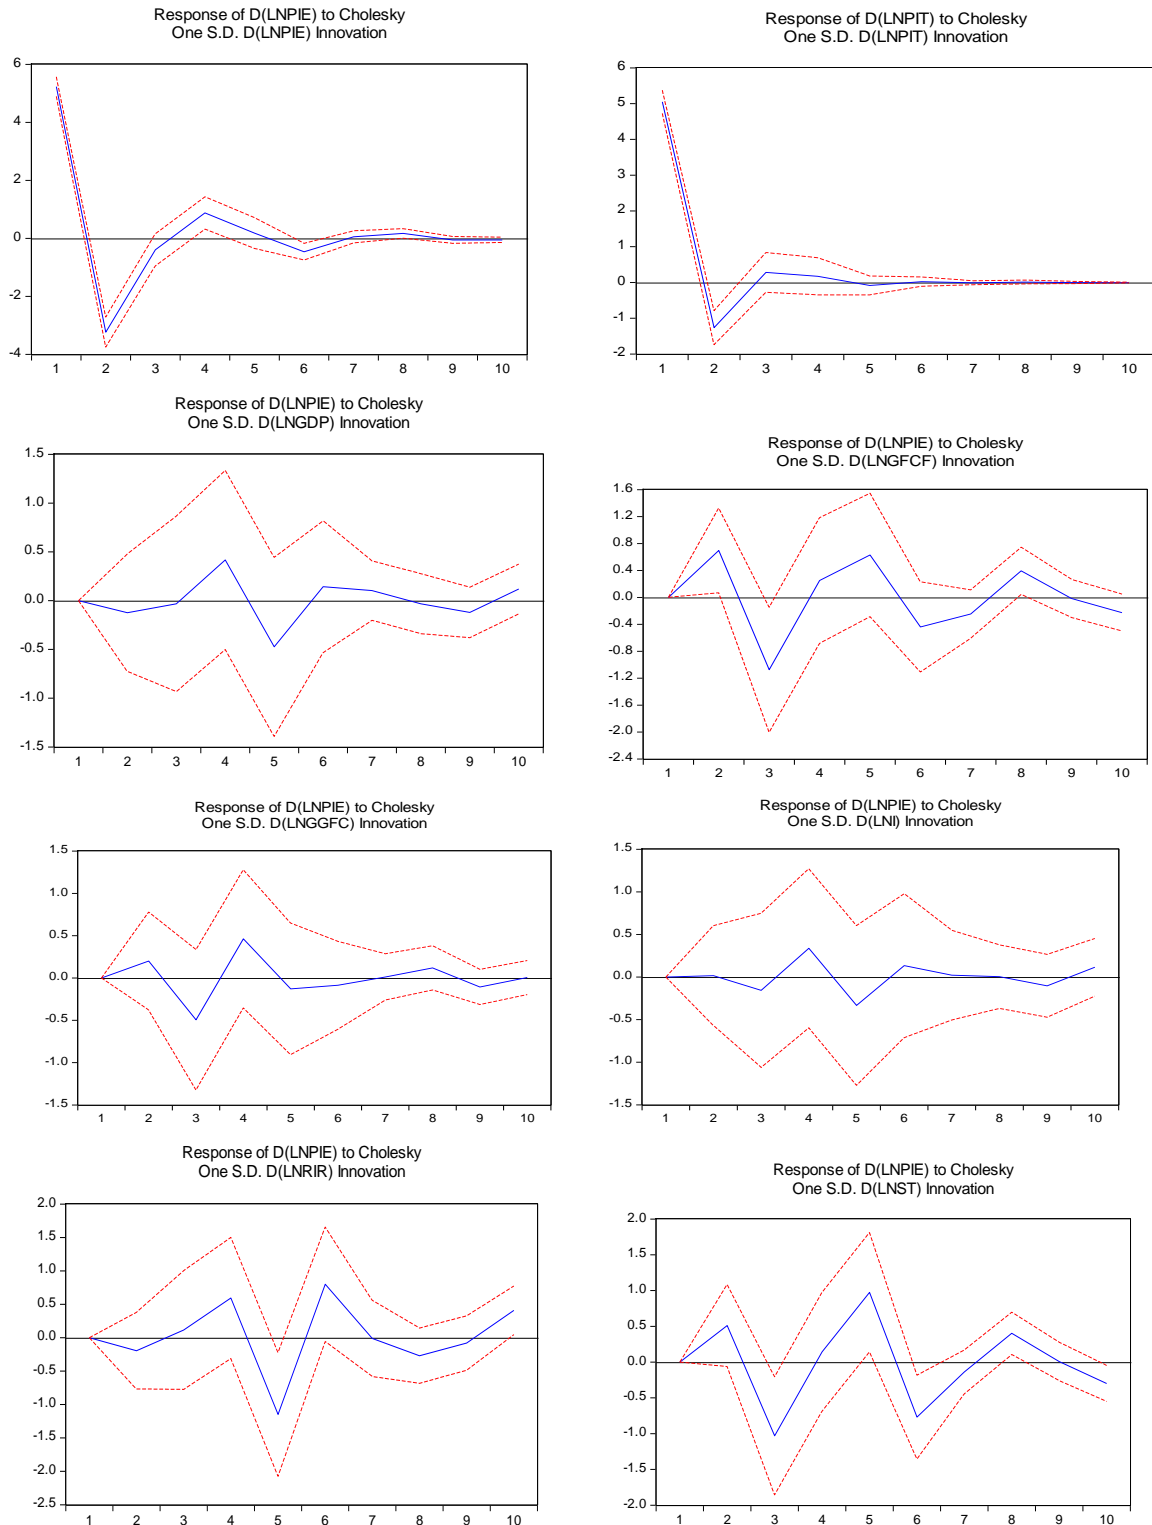 Response of D(LNPIE) to Cholesky
One S.D. D(LNPIE) Innovation
6
4
2
0
-2
-4
1 2 3 4 5 6 7 8 9 10
Response of D(LNPIT) to Cholesky
One S.D. D(LNPIT) Innovation
6
5
4
3
2
1
0
-1
-2
1 2 3 4 5 6 7 8 9 10
Response of D(LNPIE) to Cholesky
One S.D. D(LNGDP) Innovation
1.5
1.0
0.5
0.0
-0.5
-1.0
-1.5
1 2 3 4 5 6 7 8 9 10
Response of D(LNPIE) to Cholesky
One S.D. D(LNGFCF) Innovation
1.6
1.2
0.8
0.4
0.0
-0.4
-0.8
-1.2
-1.6
-2.0
-2.4
1 2 3 4 5 6 7 8 9 10
Response of D(LNPIE) to Cholesky
One S.D. D(LNGGFC) Innovation
1.5
1.0
0.5
0.0
-0.5
-1.0
-1.5
1 2 3 4 5 6 7 8 9 10
Response of D(LNPIE) to Cholesky
One S.D. D(LNI) Innovation
1.5
1.0
0.5
0.0
-0.5
-1.0
-1.5
1 2 3 4 5 6 7 8 9 10
Response of D(LNPIE) to Cholesky
One S.D. D(LNRIR) Innovation
2.0
1.5
1.0
0.5
0.0
-0.5
-1.0
-1.5
-2.0
-2.5
1 2 3 4 5 6 7 8 9 10
Response of D(LNPIE) to Cholesky
One S.D. D(LNST) Innovation
2.0
1.5
1.0
0.5
0.0
-0.5
-1.0
-1.5
-2.0
1 2 3 4 5 6 7 8 9 10